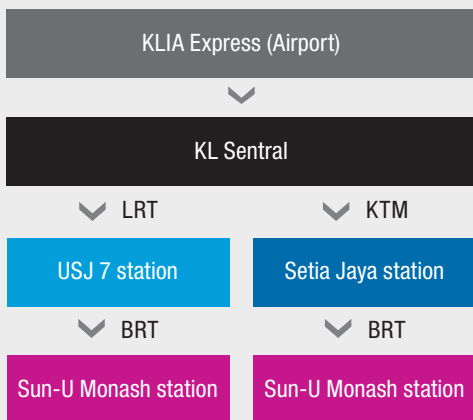 KLIA Express (Airport)
KL Sentral
LRT
KTM
USJ 7 station
Setia Jaya station
BRT
BRT
Sun-U Monash station
Sun-U Monash station